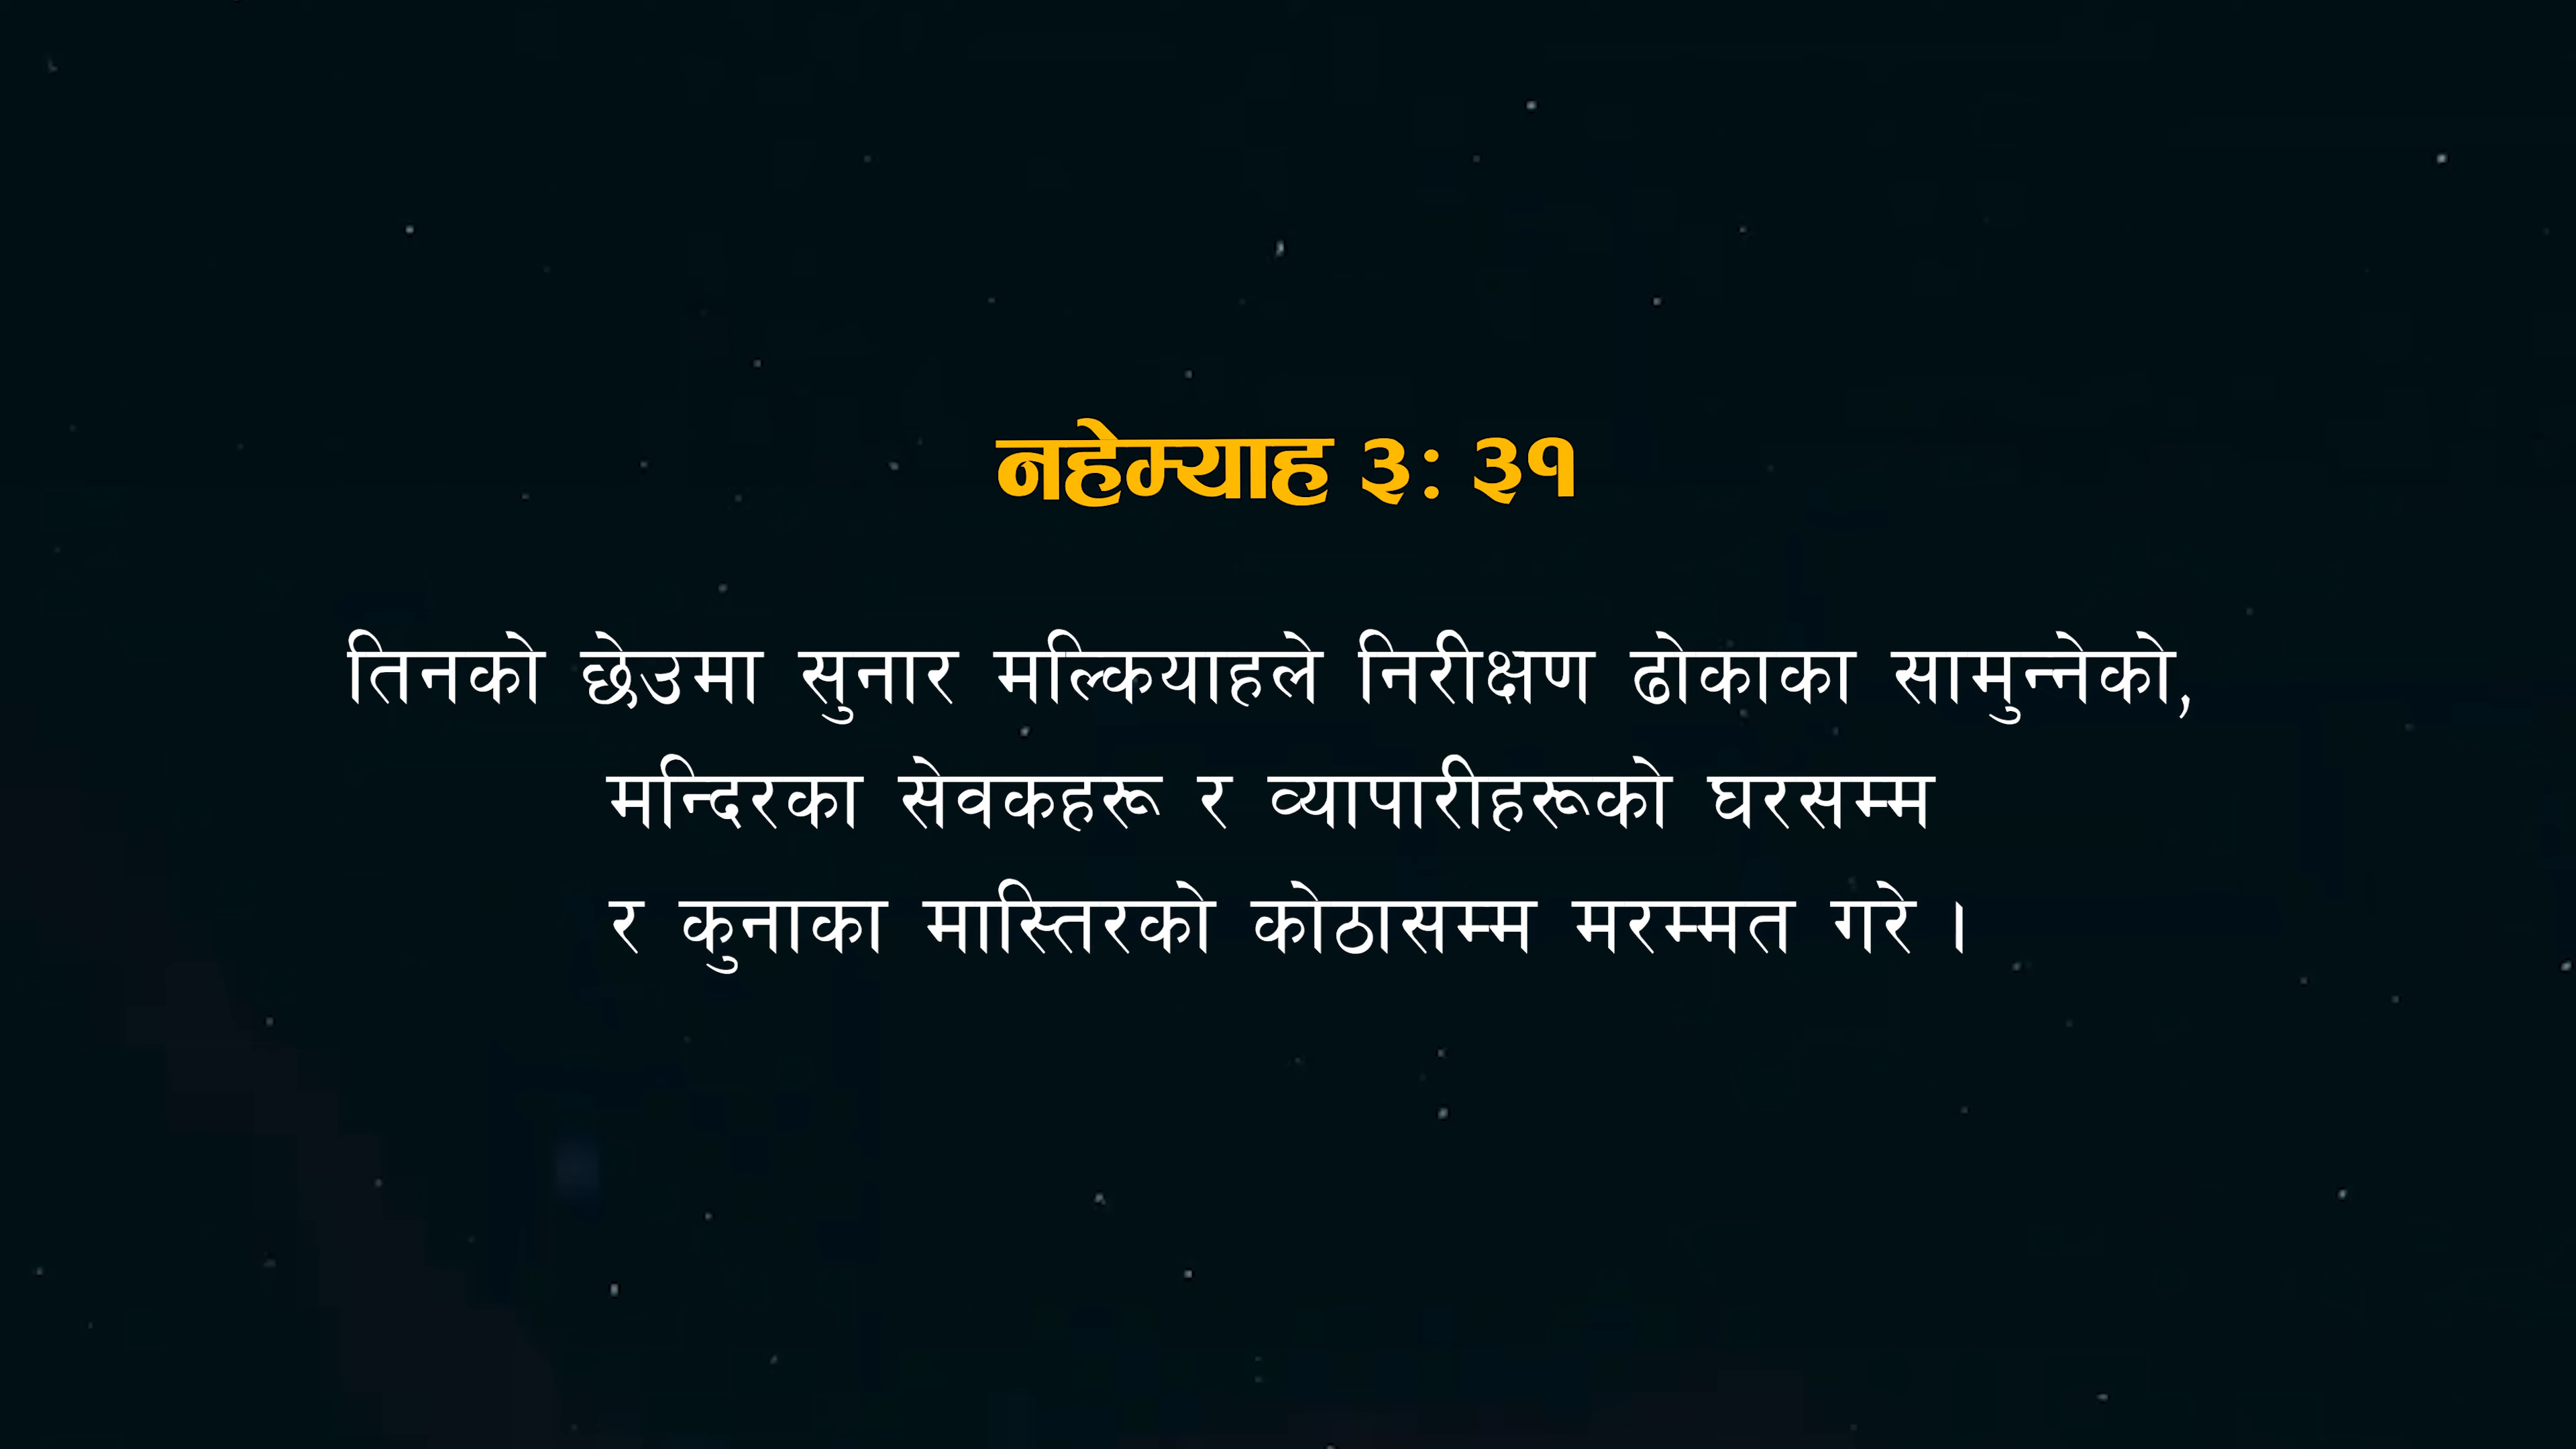 नहेम्याह ३: ३१
तिनको छेउमा सुनार मल्कियाहले निरीक्षण ढोकाका सामुन्नेको,
मन्दिरका सेवकहरू र व्यापारीहरूको घरसम्म
र कुनाका मास्तिरको कोठासम्म मरम्मत गरे ।